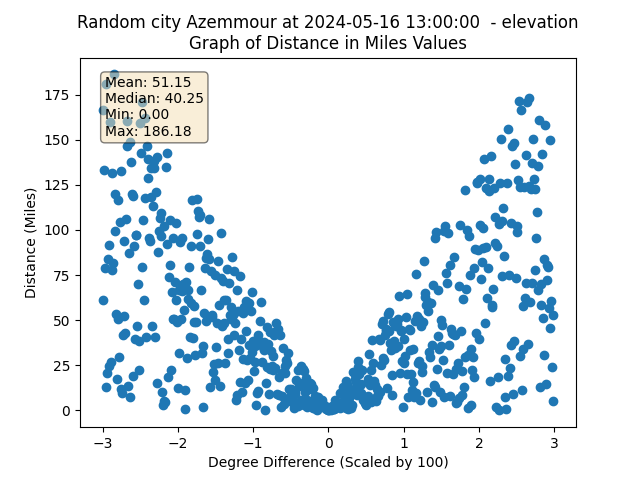 Random city Azemmour at 2024-05-16 13:00:00 - elevation
Graph of Distance in Miles Values
Mean: 51.15
Median: 40.25
Min: 0.00
Max: 186.18
Distance (Miles)
175
150
125
100
75
50
25
0
−3 −2 −1 0 1 2 3
Degree Difference (Scaled by 100)